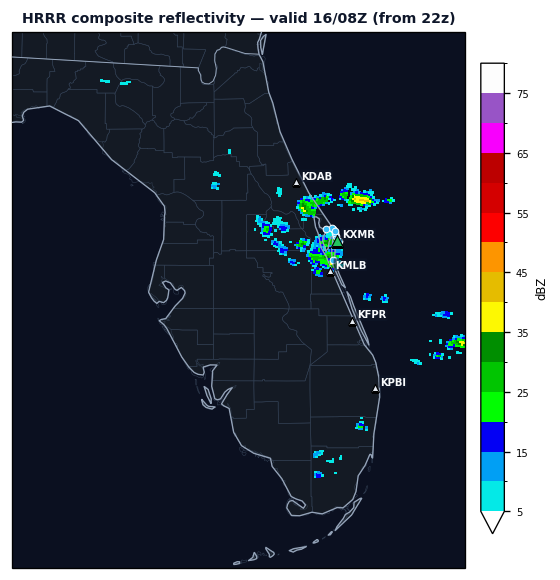 HRRR composite reflectivity — valid 16/08Z (from 22z)
KDAB
KXMR
KMLB
KFPR
KPBI
75
65
55
45
35
25
15
5
dBZ